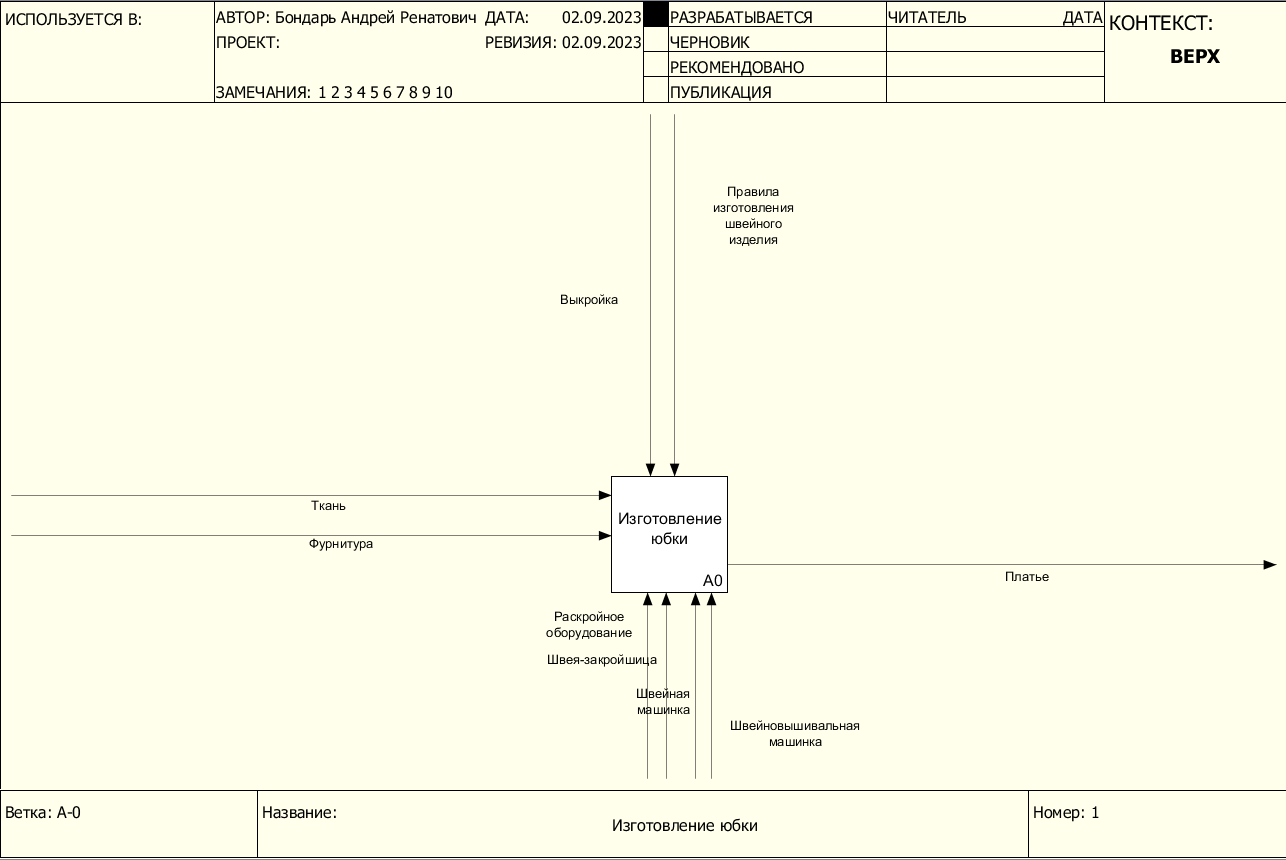 ИСПОЛЬЗУЕТСЯ В:
АВТОР: Бондарь Андрей Ренатович ДАТА: 02.09.2023
ПРОЕКТ: РЕВИЗИЯ: 02.09.2023
ЗАМЕЧАНИЯ: 1 2 3 4 5 6 7 8 9 10
РАЗРАБАТЫВАЕТСЯ
ЧЕРНОВИК
РЕКОМЕНДОВАНО
ПУБЛИКАЦИЯ
ЧИТАТЕЛЬ ДАТА
КОНТЕКСТ:
ВЕРХ
Правила
изготовления
швейного
изделия
Выкройка
Ткань
Фурнитура
Изготовление
юбки
A0
Платье
Раскройное
оборудование
Швея-закройшица
Швейная
машинка
Швейновышивальная
машинка
Ветка: A-0
Название:
Изготовление юбки
Номер: 1